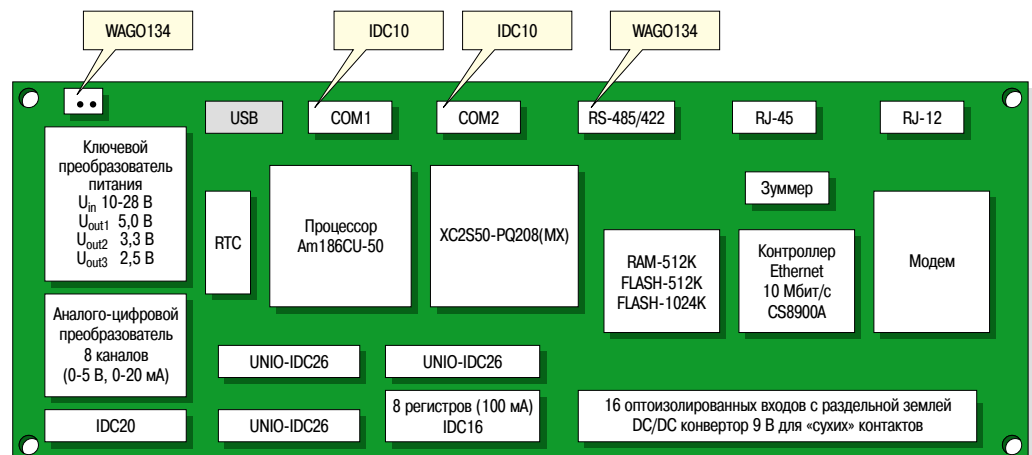 WAGO134
IDC10
IDC10
WAGO134
USB
COM1
COM2
RS-485/422
RJ-45
RJ-12
Ключевой
преобразователь
питания
Uin 10-28 В
Uout1 5,0 В
Uout2 3,3 В
Uout3 2,5 В
RTC
Процессор
Am186CU-50
XC2S50-PQ208(MX)
Зуммер
RAM-512K
FLASH-512K
FLASH-1024K
Контроллер
Ethernet
10 Мбит/с
CS8900A
Модем
Аналого-цифровой
преобразователь
8 каналов
(0-5 В, 0-20 мА)
UNIO-IDC26
UNIO-IDC26
IDC20
UNIO-IDC26
8 регистров (100 мА)
IDC16
16 оптоизолированных входов с раздельной землей
DC/DC конвертор 9 В для «сухих» контактов